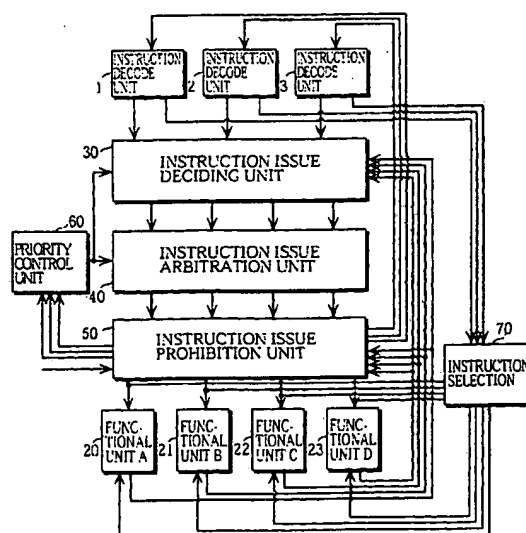 INSTRUCTION
DECODE
UNIT
1
INSTRUCTION
DECODE
UNIT
2
INSTRUCTION
DECODE
UNIT
3
30
INSTRUCTION ISSUE
DECIDING UNIT
60
PRIORITY
CONTROL
UNIT
INSTRUCTION ISSUE
ARBITRATION UNIT
40
50
INSTRUCTION ISSUE
PROHIBITION UNIT
70
INSTRUCTION
SELECTION
20
FUNC-
TIONAL
UNIT A
21
FUNC-
TIONAL
UNIT B
22
FUNC-
TIONAL
UNIT C
23
FUNC-
TIONAL
UNIT D